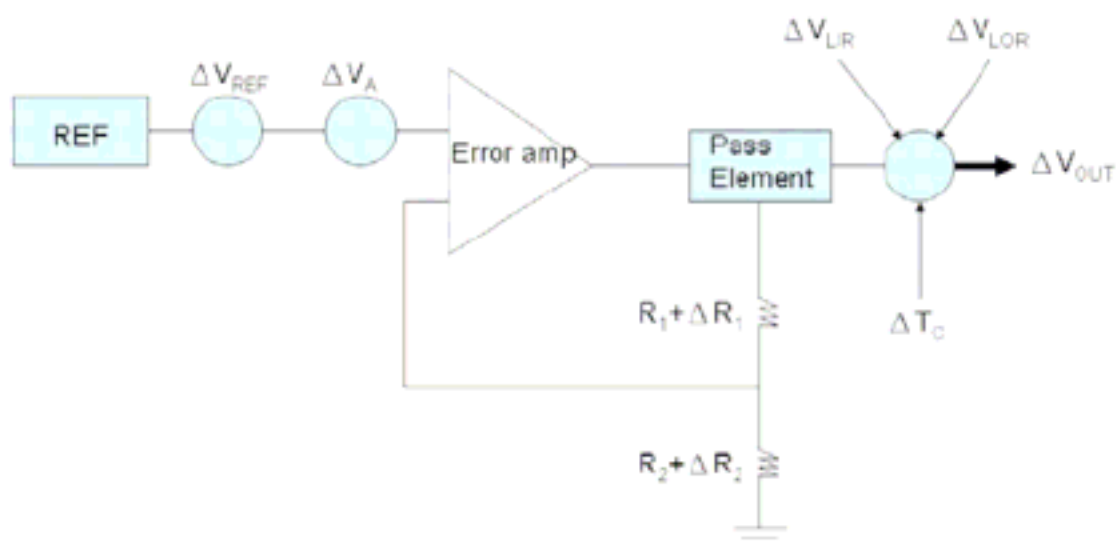 ΔV_LIR
ΔV_LOR
ΔV_REF
ΔV_A
REF
Error amp
Pass
Element
ΔV_OUT
R_1+ΔR_1
ΔT_C
R_2+ΔR_2